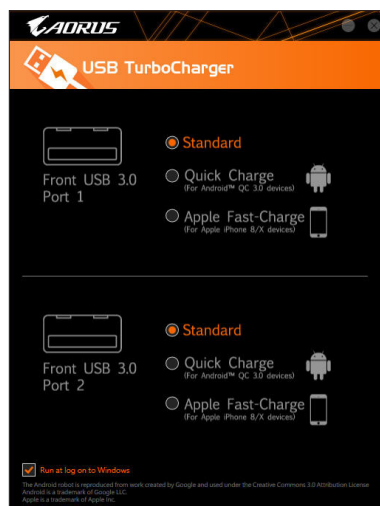 AORUS
USB TurboCharger
Standard
Quick Charge
(For Android™ QC 3.0 devices)
Front USB 3.0
Port 1
Apple Fast-Charge
(For Apple iPhone 8/X devices)
Standard
Quick Charge
(For Android™ QC 3.0 devices)
Front USB 3.0
Port 2
Apple Fast-Charge
(For Apple iPhone 8/X devices)
Run at log on to Windows
The Android robot is reproduced from work created by Google and used under the Creative Commons 3.0 Attribution License
Android is a trademark of Google LLC.
Apple is a trademark of Apple Inc.